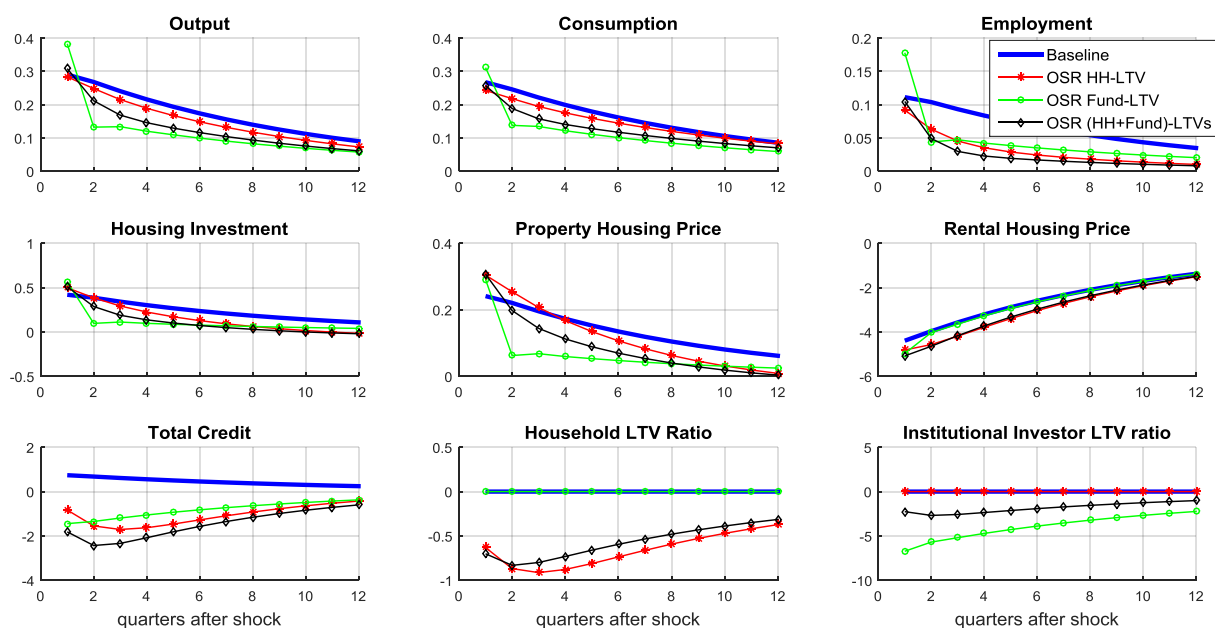 Output
0.4
0.3
0.2
0.1
0
0 2 4 6 8 10 12
Consumption
0.4
0.3
0.2
0.1
0
0 2 4 6 8 10 12
Employment
0.2
0.15
0.1
0.05
0
0 2 4 6 8 10 12
Baseline
OSR HH-LTV
OSR Fund-LTV
OSR (HH+Fund)-LTVs
Housing Investment
1
0.5
0
-0.5
0 2 4 6 8 10 12
Property Housing Price
0.4
0.2
0
0 2 4 6 8 10 12
Rental Housing Price
0
-2
-4
-6
0 2 4 6 8 10 12
Total Credit
2
0
-2
-4
0 2 4 6 8 10 12
quarters after shock
Household LTV Ratio
0
-0.5
-1
0 2 4 6 8 10 12
quarters after shock
Institutional Investor LTV ratio
5
0
-5
-10
0 2 4 6 8 10 12
quarters after shock